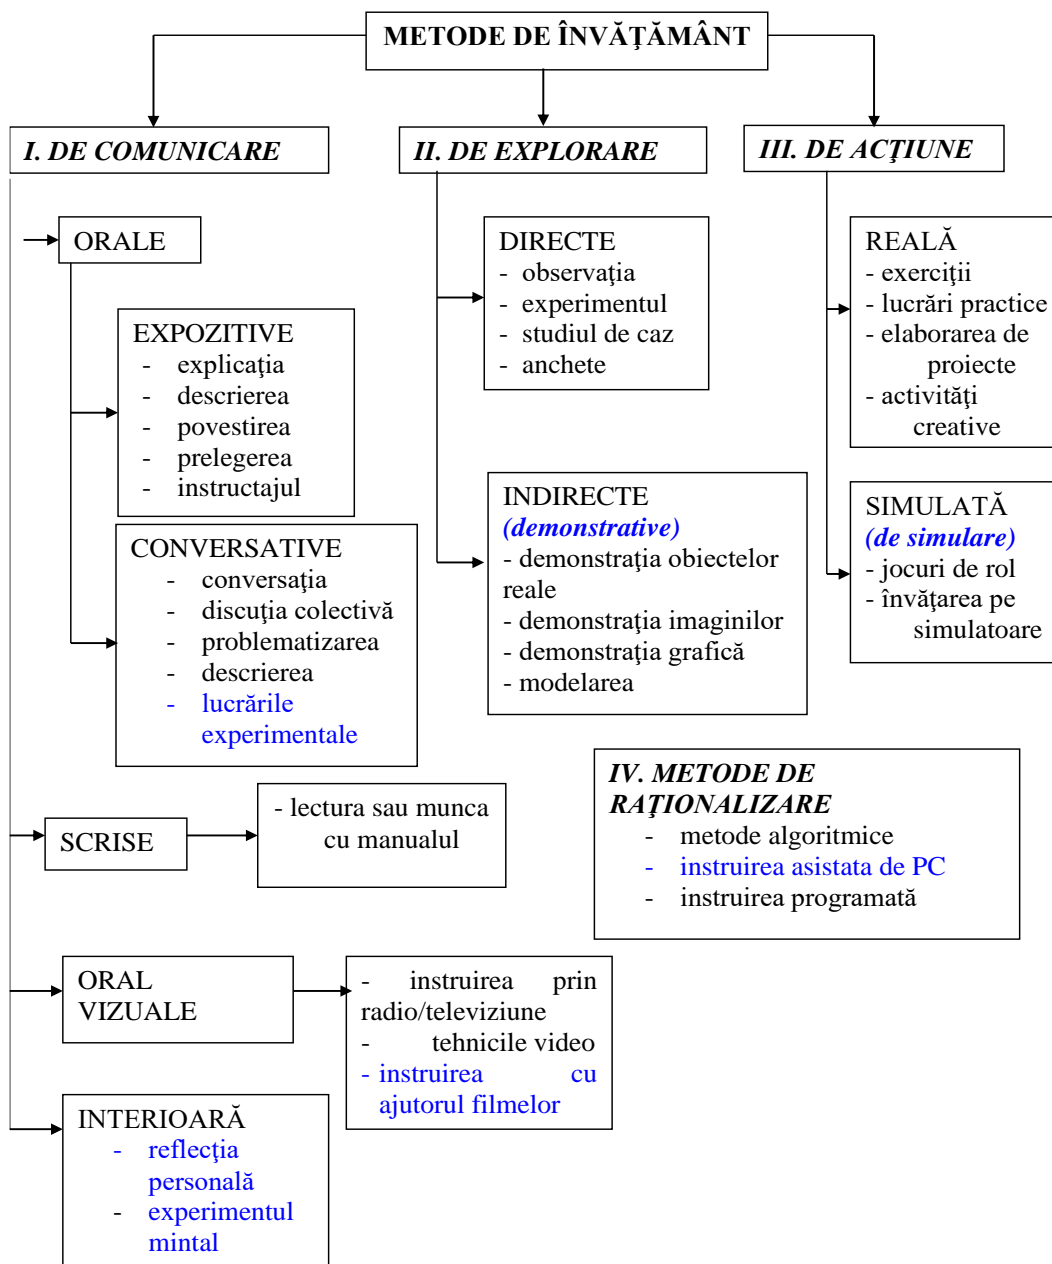 METODE DE ÎNVĂŢĂMÂNT
I. DE COMUNICARE
II. DE EXPLORARE
III. DE ACŢIUNE
ORALE
EXPOZITIVE
- explicaţia
- descrierea
- povestirea
- prelegerea
- instructajul
CONVERSATIVE
- conversaţia
- discuţia colectivă
- problematizarea
- descrierea
- lucrările
experimentale
SCRISE
- lectura sau munca
cu manualul
ORAL
VIZUALE
- instruirea prin
radio/televiziune
- tehnicile video
- instruirea cu
ajutorul filmelor
INTERIOARĂ
- reflecţia
personală
- experimentul
mintal
DIRECTE
- observaţia
- experimentul
- studiul de caz
- anchete
INDIRECTE
(demonstrative)
- demonstraţia obiectelor
reale
- demonstraţia imaginilor
- demonstraţia grafică
- modelarea
REALĂ
- exerciţii
- lucrări practice
- elaborarea de
proiecte
- activităţi
creative
SIMULATĂ
(de simulare)
- jocuri de rol
- învăţarea pe
simulatoare
IV. METODE DE
RAŢIONALIZARE
- metode algoritmice
- instruirea asistata de PC
- instruirea programată